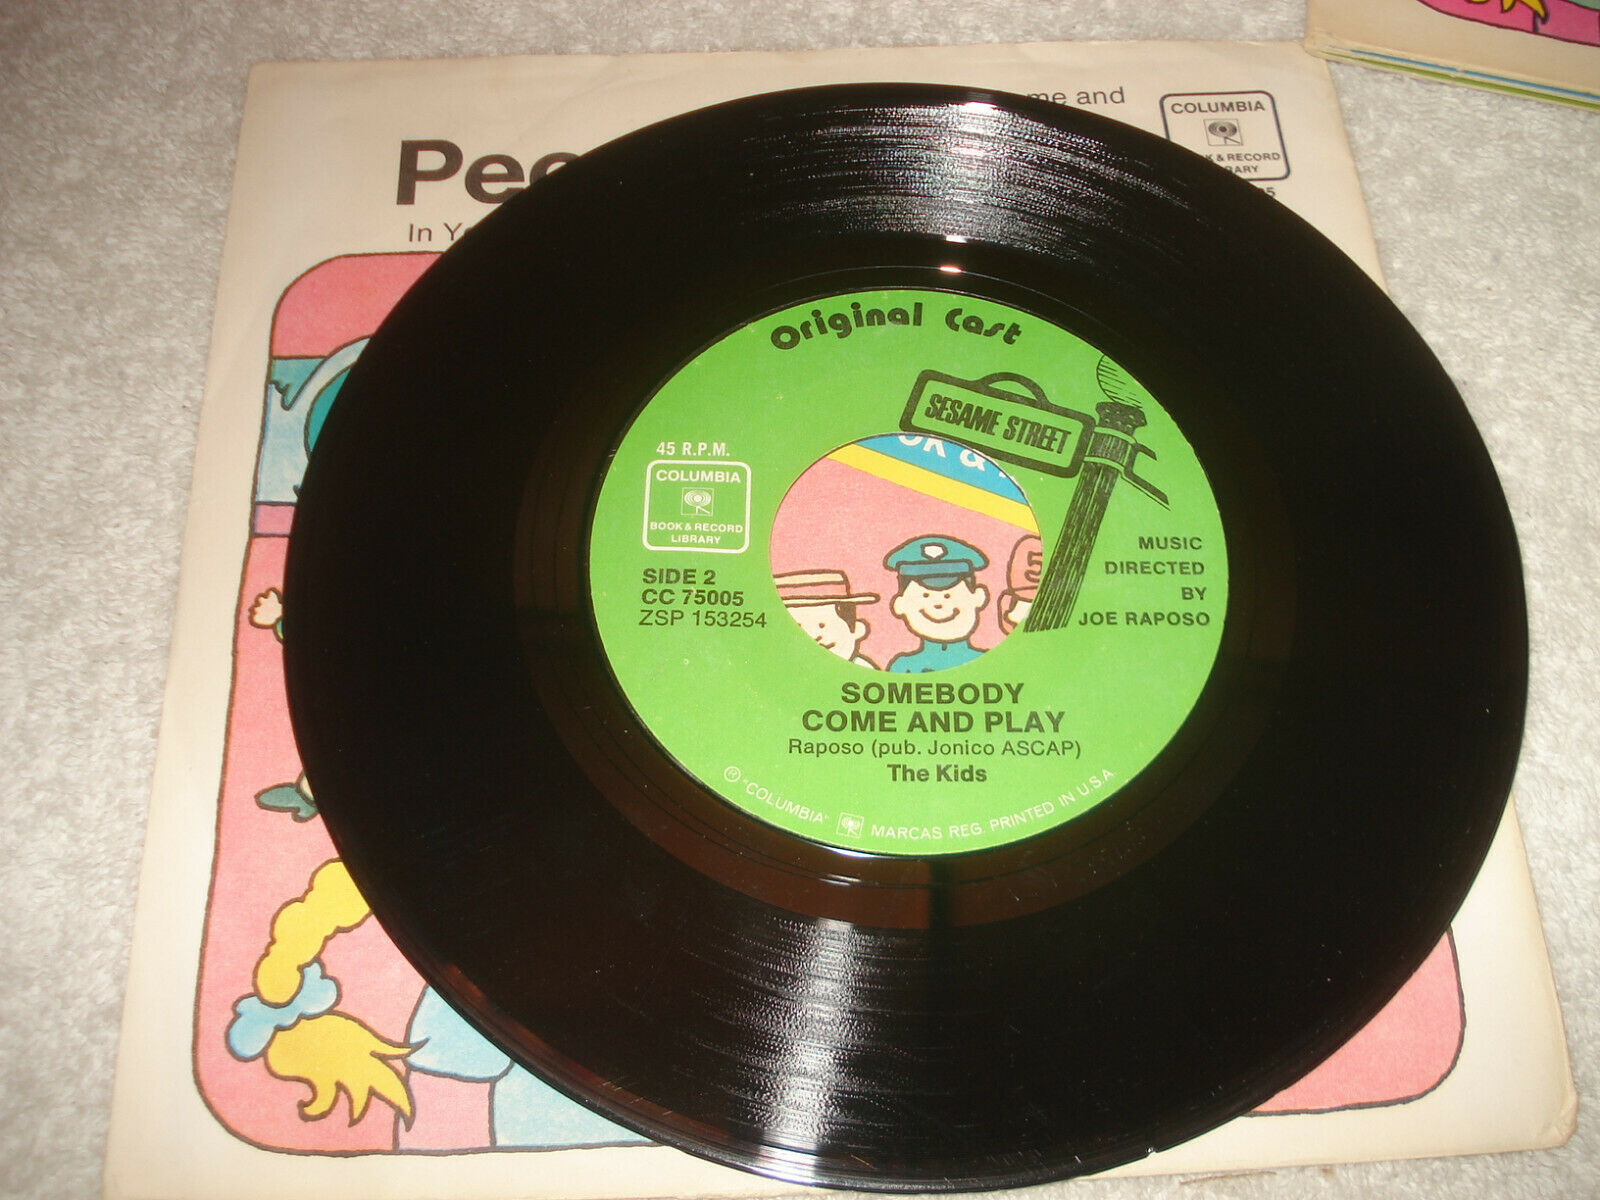 me and
Pe
In Y
COLUMBIA
& RECORD
Original Cast
SESAME STREET
45 R.P.M.
COLUMBIA
BOOK & RECORD
LIBRARY
SIDE 2
CC 75005
ZSP 153254
OK &
5
MUSIC
DIRECTED
BY
JOE RAPOSO
SOMEBODY
COME AND PLAY
Raposo (pub. Jonico ASCAP)
The Kids
® "COLUMBIA" MARCAS REG. PRINTED IN U.S.A.